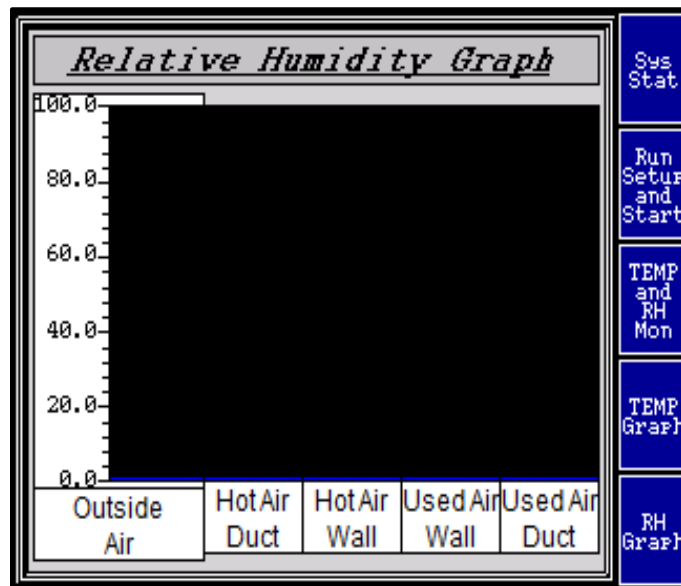 Relative Humidity Graph
100.0
80.0
60.0
40.0
20.0
0.0
Outside
Air
Hot Air
Duct
Hot Air
Wall
Used Air
Wall
Used Air
Duct
Sys
Stat
Run
Setup
and
Start
TEMP
and
RH
Mon
TEMP
Graph
RH
Graph